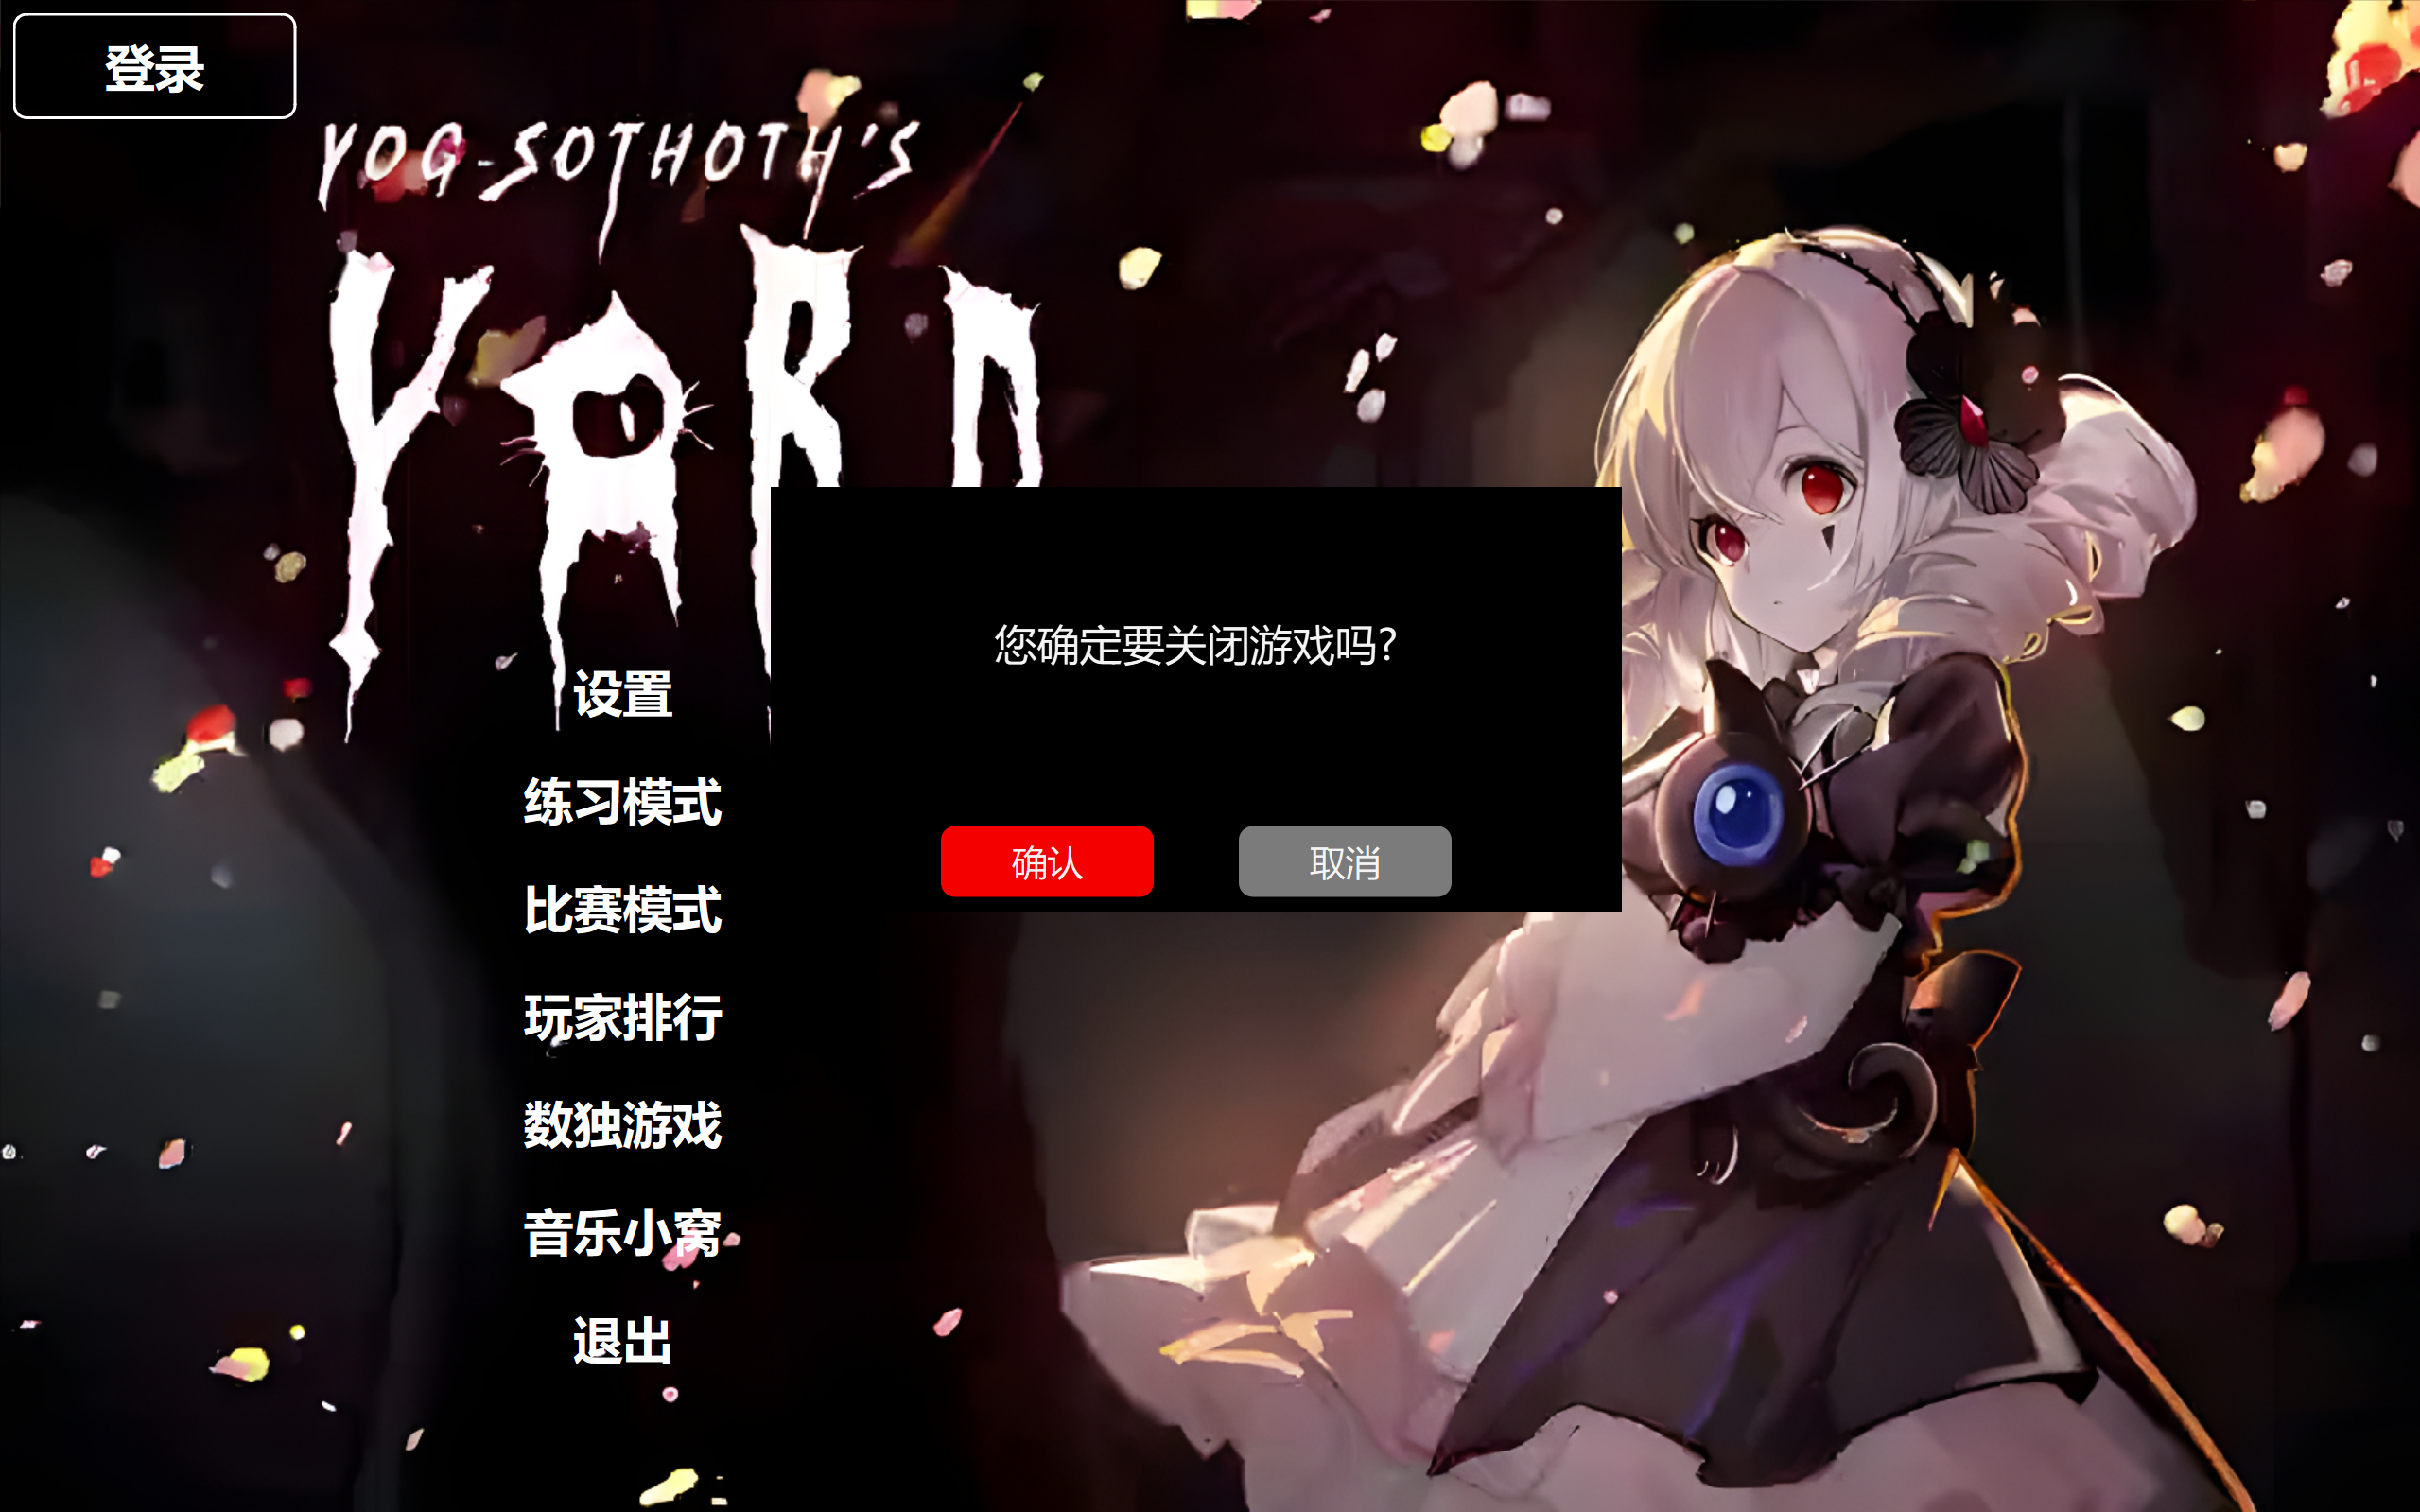 登录
YOG-SOTHOTH'S
YARD
您确定要关闭游戏吗?
确认
取消
设置
练习模式
比赛模式
玩家排行
数独游戏
音乐小窝
退出